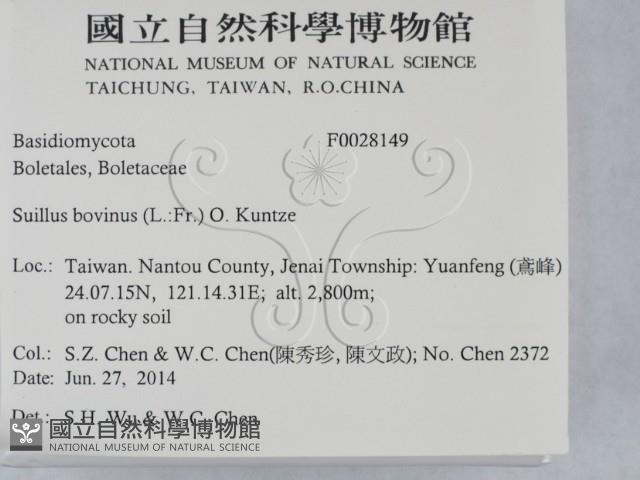 國立自然科學博物館
NATIONAL MUSEUM OF NATURAL SCIENCE
TAICHUNG, TAIWAN, R.O.CHINA
Basidiomycota F0028149
Boletales, Boletaceae
Suillus bovinus (L.:Fr.) O. Kuntze
Loc.: Taiwan. Nantou County, Jenai Township: Yuanfeng (鳶峰)
24.07.15N, 121.14.31E; alt. 2,800m;
on rocky soil
Col.: S.Z. Chen & W.C. Chen(陳秀珍, 陳文政); No. Chen 2372
Date: Jun. 27, 2014
Det.: S.H. Wu & W.C. Chen
國立自然科學博物館
NATIONAL MUSEUM OF NATURAL SCIENCE